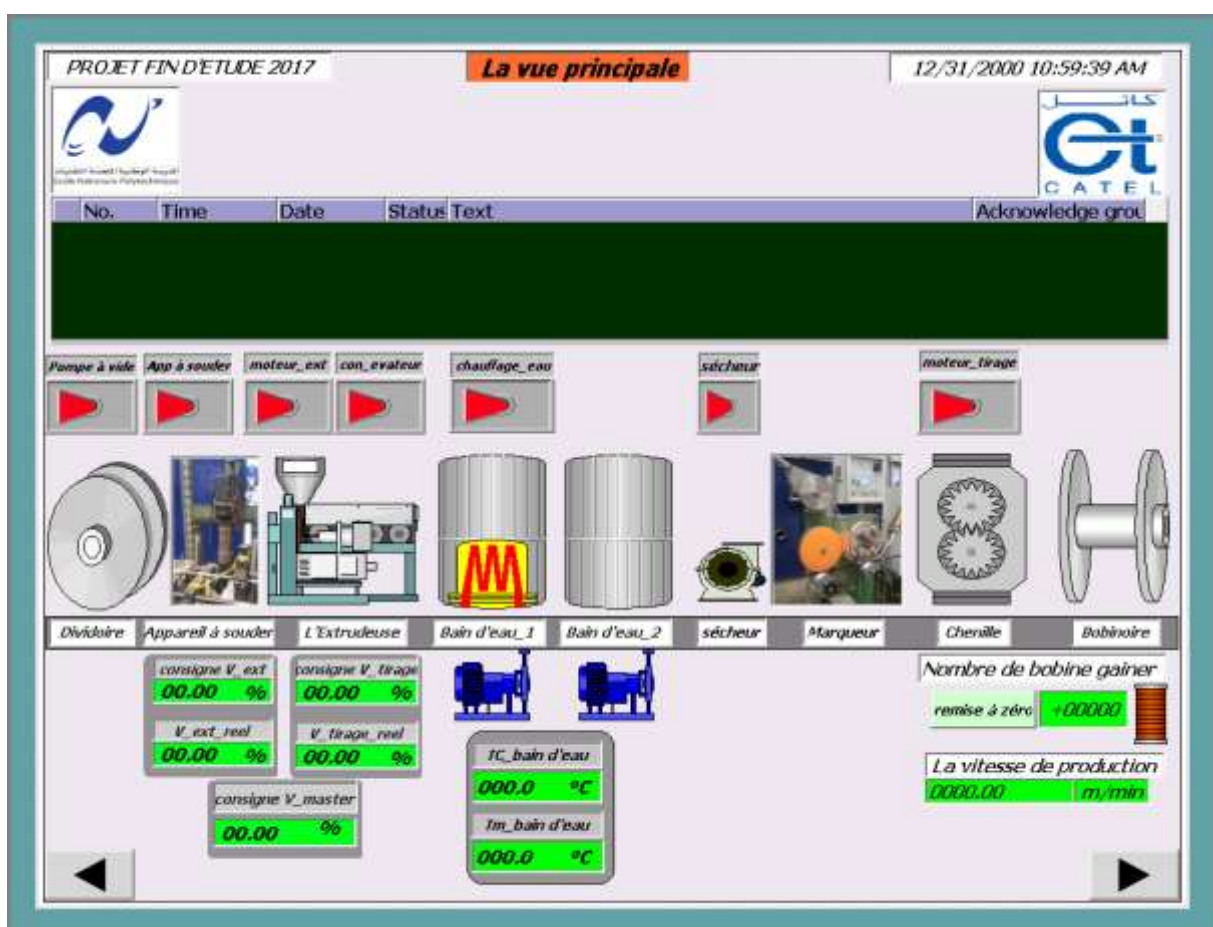 PROJET FIN D'ETUDE 2017
La vue principale
12/31/2000 10:59:39 AM
كاتل
CATEL
No. Time Date Status Text Acknowledge grou
Pompe à vide App à souder moteur_ext con_evateur chauffage_eau sécheur moteur_tirage
Dividoire Appareil à souder L'Extrudeuse Bain d'eau_1 Bain d'eau_2 sécheur Marqueur Chenille Bobinoire
consigne V_ext consigne V_tirage
00.00 % 00.00 %
V_ext_reel V_tirage_reel
00.00 % 00.00 %
consigne V_master
00.00 %
TC_bain d'eau
000.0 °C
Tm_bain d'eau
000.0 °C
Nombre de bobine gainer
remise à zéro +00000
La vitesse de production
0000.00 m/min